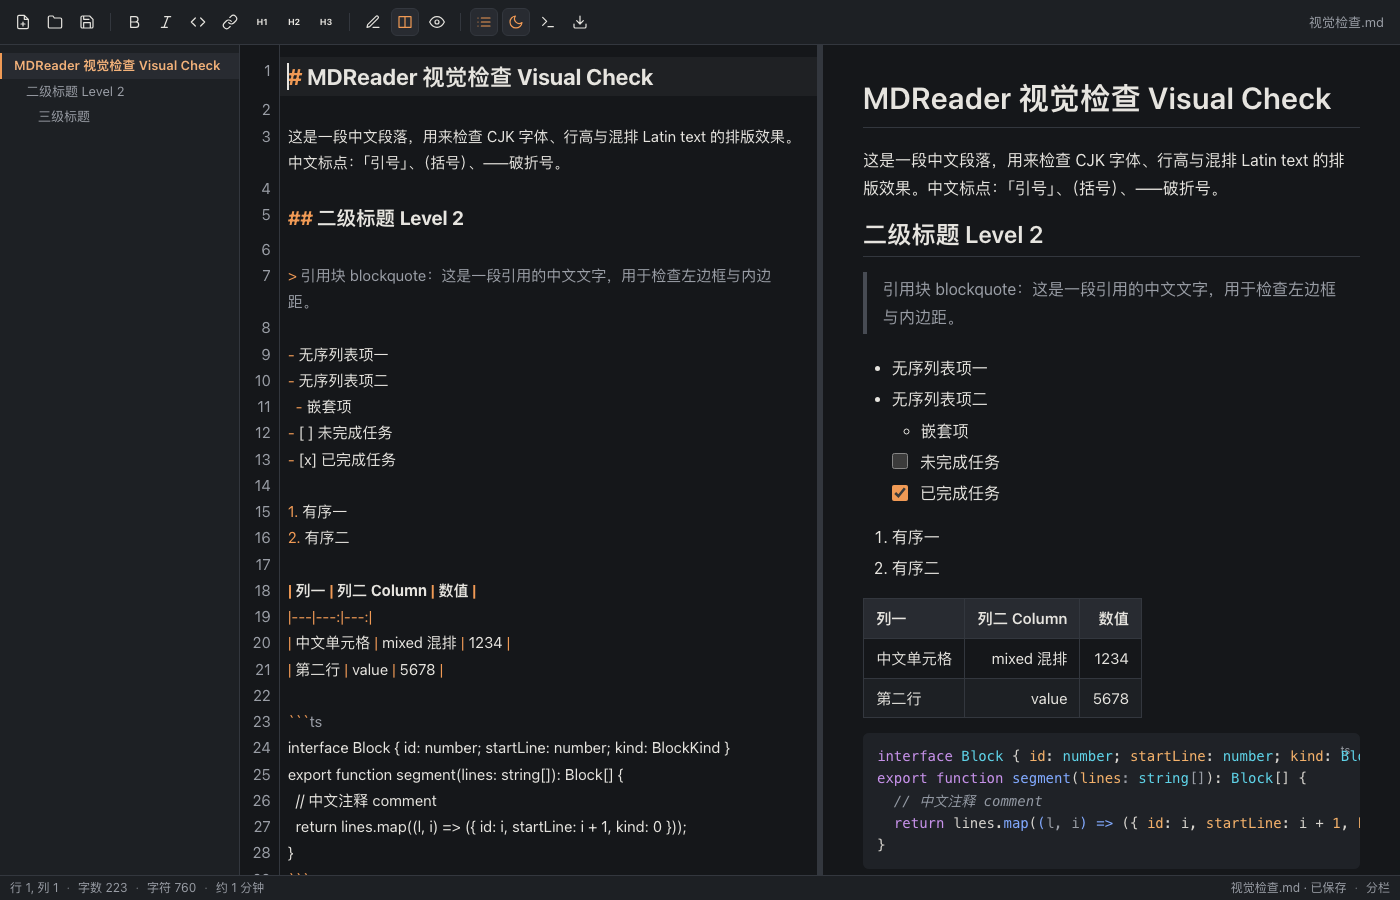 B I H1 H2 H3 视觉检查.md
MDReader 视觉检查 Visual Check
二级标题 Level 2
三级标题
1 # MDReader 视觉检查 Visual Check
2
3 这是一段中文段落，用来检查 CJK 字体、行高与混排 Latin text 的排版效果。
中文标点：「引号」、（括号）、——破折号。
4
5 ## 二级标题 Level 2
6
7 > 引用块 blockquote：这是一段引用的中文文字，用于检查左边框与内边
距。
8
9 - 无序列表项一
10 - 无序列表项二
11   - 嵌套项
12 - [ ] 未完成任务
13 - [x] 已完成任务
14
15 1. 有序一
16 2. 有序二
17
18 | 列一 | 列二 Column | 数值 |
19 |---|---:|---:|
20 | 中文单元格 | mixed 混排 | 1234 |
21 | 第二行 | value | 5678 |
22
23 ```ts
24 interface Block { id: number; startLine: number; kind: BlockKind }
25 export function segment(lines: string[]): Block[] {
26   // 中文注释 comment
27   return lines.map((l, i) => ({ id: i, startLine: i + 1, kind: 0 }));
28 }
MDReader 视觉检查 Visual Check
这是一段中文段落，用来检查 CJK 字体、行高与混排 Latin text 的排
版效果。中文标点：「引号」、（括号）、——破折号。
二级标题 Level 2
引用块 blockquote：这是一段引用的中文文字，用于检查左边框
与内边距。
• 无序列表项一
• 无序列表项二
◦ 嵌套项
未完成任务
已完成任务
1. 有序一
2. 有序二
列一 列二 Column 数值
中文单元格 mixed 混排 1234
第二行 value 5678
ts
interface Block { id: number; startLine: number; kind: Blo
export function segment(lines: string[]): Block[] {
  // 中文注释 comment
  return lines.map((l, i) => ({ id: i, startLine: i + 1,
}
行 1, 列 1 · 字数 223 · 字符 760 · 约 1 分钟
视觉检查.md · 已保存 · 分栏